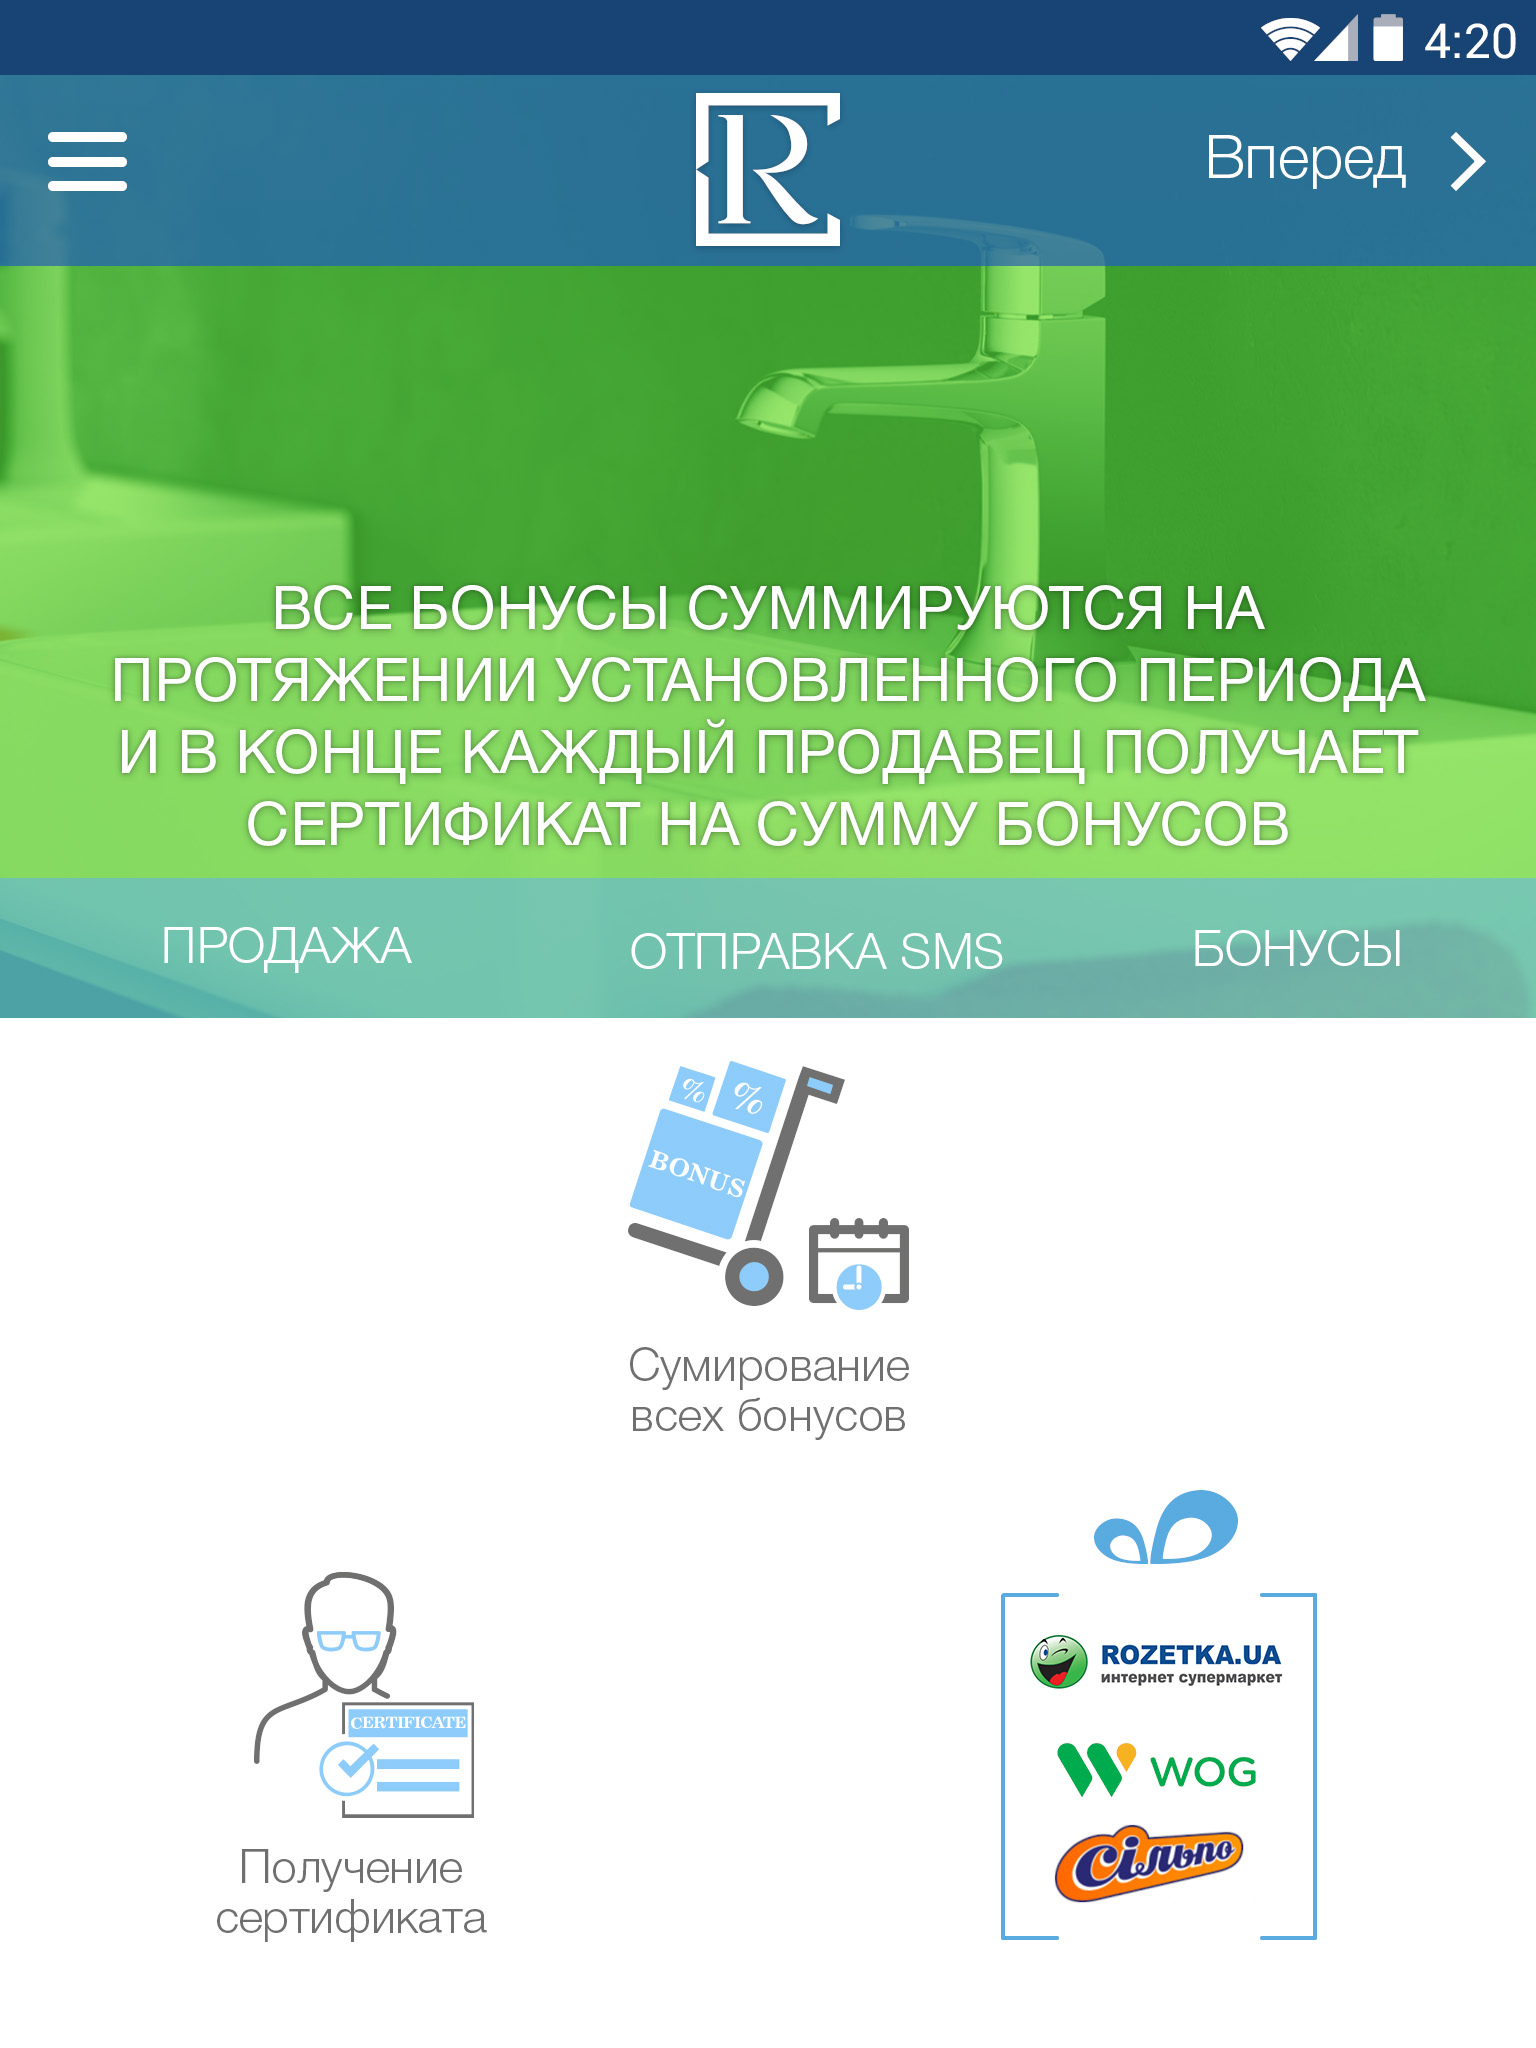 4:20
R
Вперед
ВСЕ БОНУСЫ СУММИРУЮТСЯ НА
ПРОТЯЖЕНИИ УСТАНОВЛЕННОГО ПЕРИОДА
И В КОНЦЕ КАЖДЫЙ ПРОДАВЕЦ ПОЛУЧАЕТ
СЕРТИФИКАТ НА СУММУ БОНУСОВ
ПРОДАЖА
ОТПРАВКА SMS
БОНУСЫ
% %
BONUS
Сумирование
всех бонусов
CERTIFICATE
Получение
сертификата
ROZETKA.UA
интернет супермаркет
WOG
Сільпо